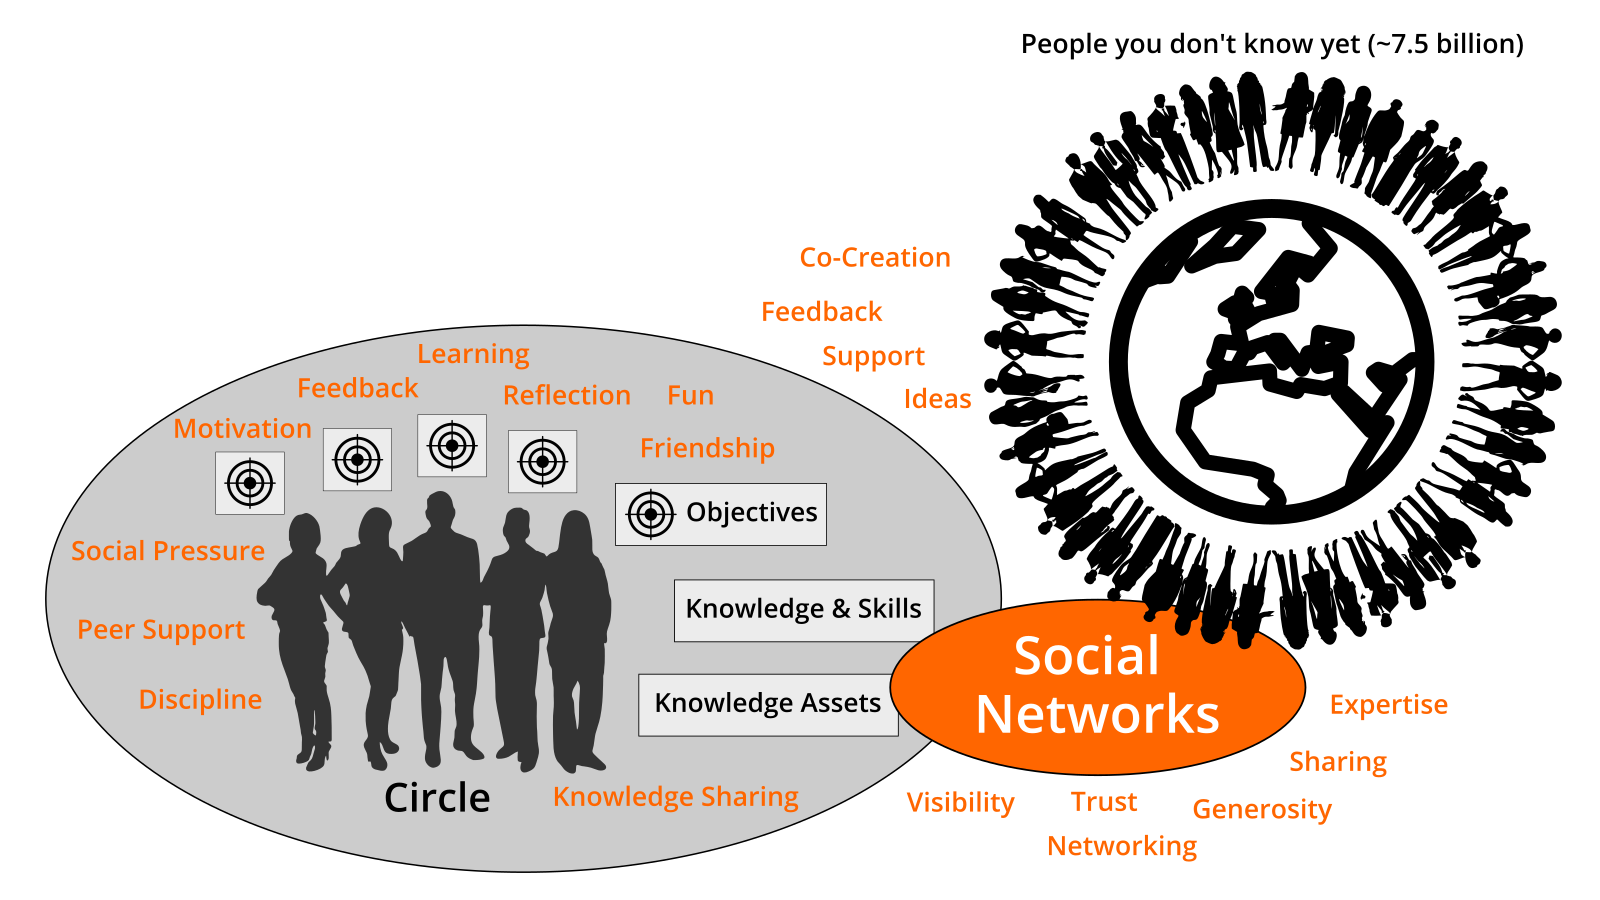 People you don't know yet (~7.5 billion)
Co-Creation
Feedback
Support
Ideas
Learning
Feedback
Reflection
Fun
Motivation
Friendship
Objectives
Social Pressure
Knowledge & Skills
Peer Support
Discipline
Knowledge Assets
Social
Networks
Circle
Knowledge Sharing
Expertise
Sharing
Visibility
Trust
Generosity
Networking